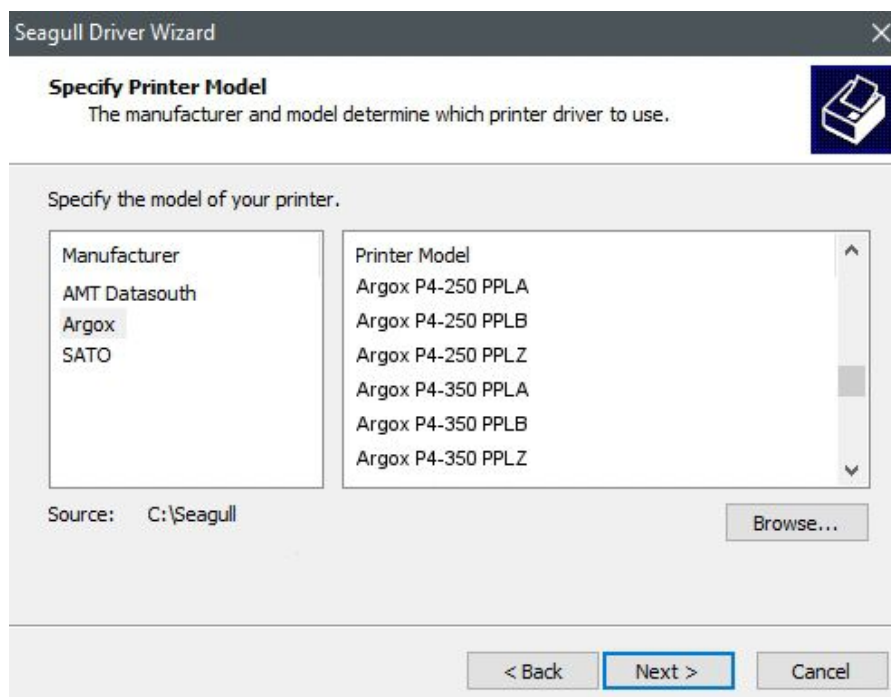 Seagull Driver Wizard
Specify Printer Model
The manufacturer and model determine which printer driver to use.
Specify the model of your printer.
Manufacturer
AMT Datasouth
Argox
SATO
Printer Model
Argox P4-250 PPLA
Argox P4-250 PPLB
Argox P4-250 PPLZ
Argox P4-350 PPLA
Argox P4-350 PPLB
Argox P4-350 PPLZ
Source: C:\Seagull
Browse...
< Back
Next >
Cancel